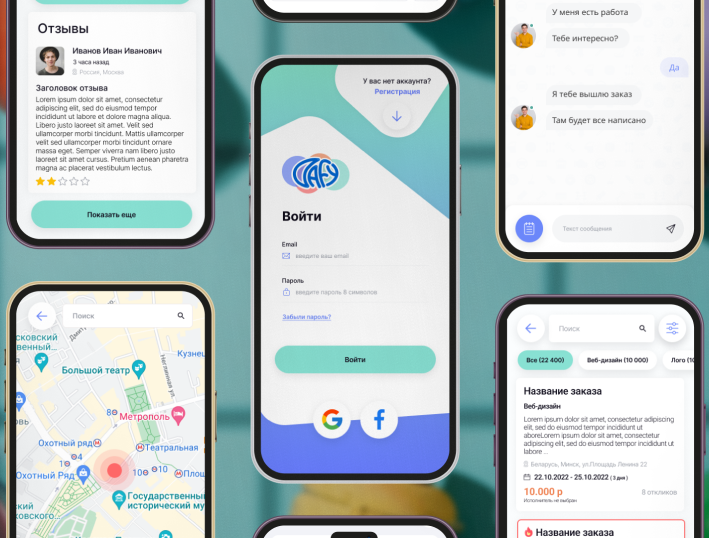 Отзывы
Иванов Иван Иванович
3 часа назад
Россия, Москва
Заголовок отзыва
Lorem ipsum dolor sit amet, consectetur
adipiscing elit, sed do eiusmod tempor
incididunt ut labore et dolore magna aliqua.
Libero justo laoreet sit amet. Velit sed
ullamcorper morbi tincidunt. Mattis ullamcorper
velit sed ullamcorper morbi tincidunt ornare
massa eget. Semper viverra nam libero justo
laoreet sit amet cursus. Pretium aenean pharetra
magna ac placerat vestibulum lectus.
Показать еще
Поиск
Кузнец
Большой театр
Неглинная ул.
Метрополь
Охотный ряд
Театральная
Площ
Охотный Ряд
Государственны
исторический му
У вас нет аккаунта?
Регистрация
Войти
Email
введите ваш email
Пароль
введите пароль 8 символов
Забыли пароль?
Войти
У меня есть работа
Тебе интересно?
Да
Я тебе вышлю заказ
Там будет все написано
Текст сообщения
Поиск
Все (22 400)
Веб-дизайн (10 000)
Лого (10
Название заказа
Веб-дизайн
Lorem ipsum dolor sit amet, consectetur adipiscing
elit, sed do eiusmod tempor incididunt ut
aboreLorem ipsum dolor sit amet, consectetur
adipiscing elit, sed do eiusmod tempor incididunt ut
labore ..
Беларусь, Минск, ул.Площадь Ленина 22
22.10.2022 - 25.10.2022 (3 дня)
10.000 р
8 откликов
Исполнитель не выбран
Название заказа